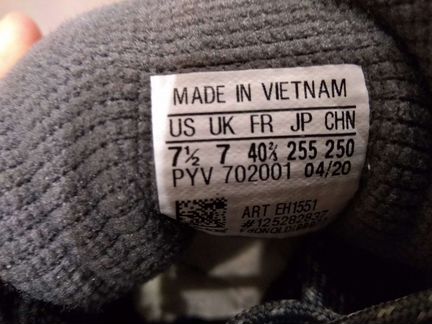 MADE IN VIETNAM
US UK FR JP CHN
7½ 7 40⅔ 255 250
PYV 702001 04/20
ART EH1551
#125282837